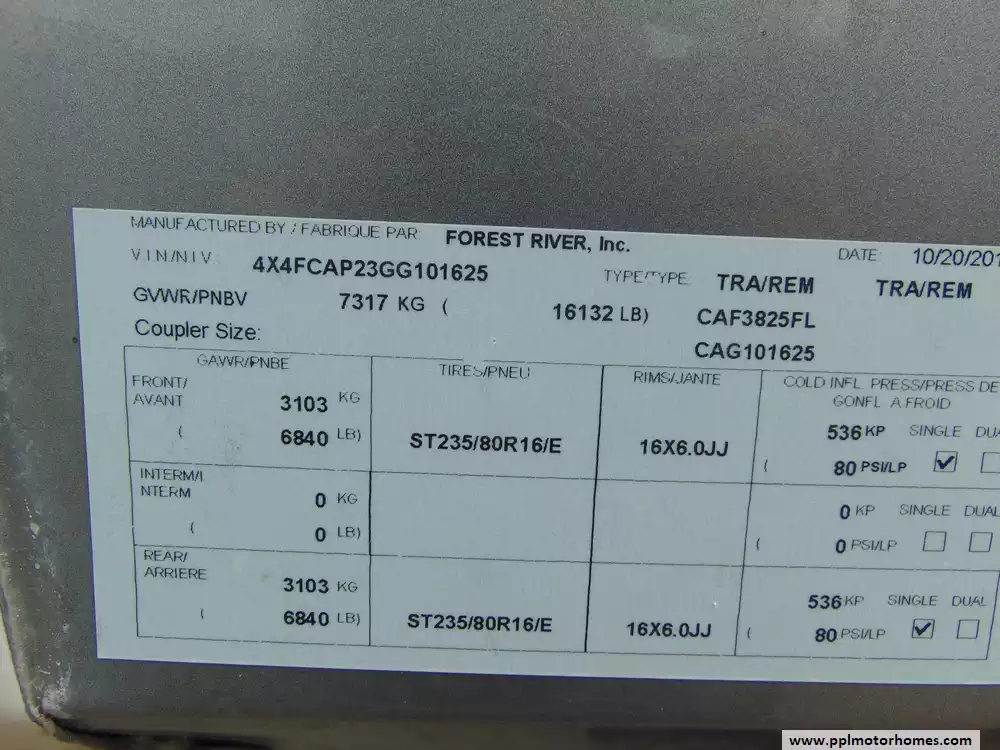 MANUFACTURED BY / FABRIQUE PAR FOREST RIVER, Inc. DATE 10/20/201
V I N/N I V 4X4FCAP23GG101625 TYPE/TYPE TRA/REM TRA/REM
GVWR/PNBV 7317 KG ( 16132 LB) CAF3825FL
Coupler Size: CAG101625
GAWR/PNBE TIRES/PNEU RIMS/JANTE COLD INFL PRESS/PRESS DE
GONFL A FROID
FRONT/
AVANT 3103 KG 536 KP SINGLE DUA
( 6840 LB) ST235/80R16/E 16X6.0JJ ( 80 PSI/LP
INTERM/I
NTERM 0 KG 0 KP SINGLE DUAL
( 0 LB) ( 0 PSI/LP
REAR/
ARRIERE 3103 KG 536 KP SINGLE DUAL
( 6840 LB) ST235/80R16/E 16X6.0JJ ( 80 PSI/LP
www.pplmotorhomes.com